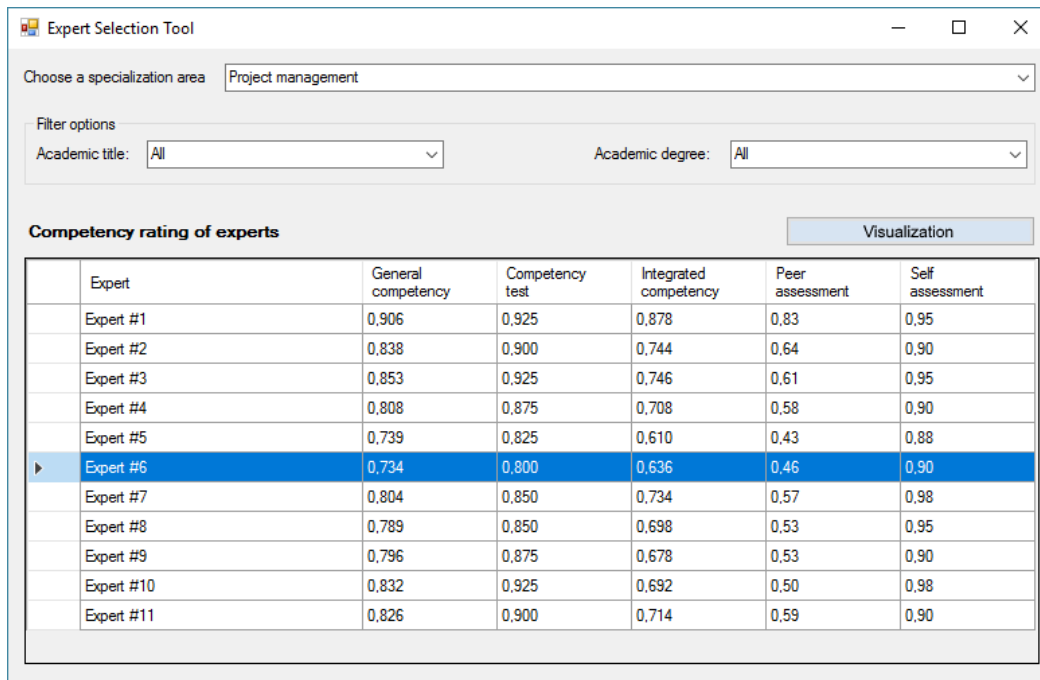 Expert Selection Tool
Choose a specialization area Project management
Filter options
Academic title: All Academic degree: All
Competency rating of experts Visualization
Expert General competency Competency test Integrated competency Peer assessment Self assessment
Expert #1 0,906 0,925 0,878 0,83 0,95
Expert #2 0,838 0,900 0,744 0,64 0,90
Expert #3 0,853 0,925 0,746 0,61 0,95
Expert #4 0,808 0,875 0,708 0,58 0,90
Expert #5 0,739 0,825 0,610 0,43 0,88
Expert #6 0,734 0,800 0,636 0,46 0,90
Expert #7 0,804 0,850 0,734 0,57 0,98
Expert #8 0,789 0,850 0,698 0,53 0,95
Expert #9 0,796 0,875 0,678 0,53 0,90
Expert #10 0,832 0,925 0,692 0,50 0,98
Expert #11 0,826 0,900 0,714 0,59 0,90